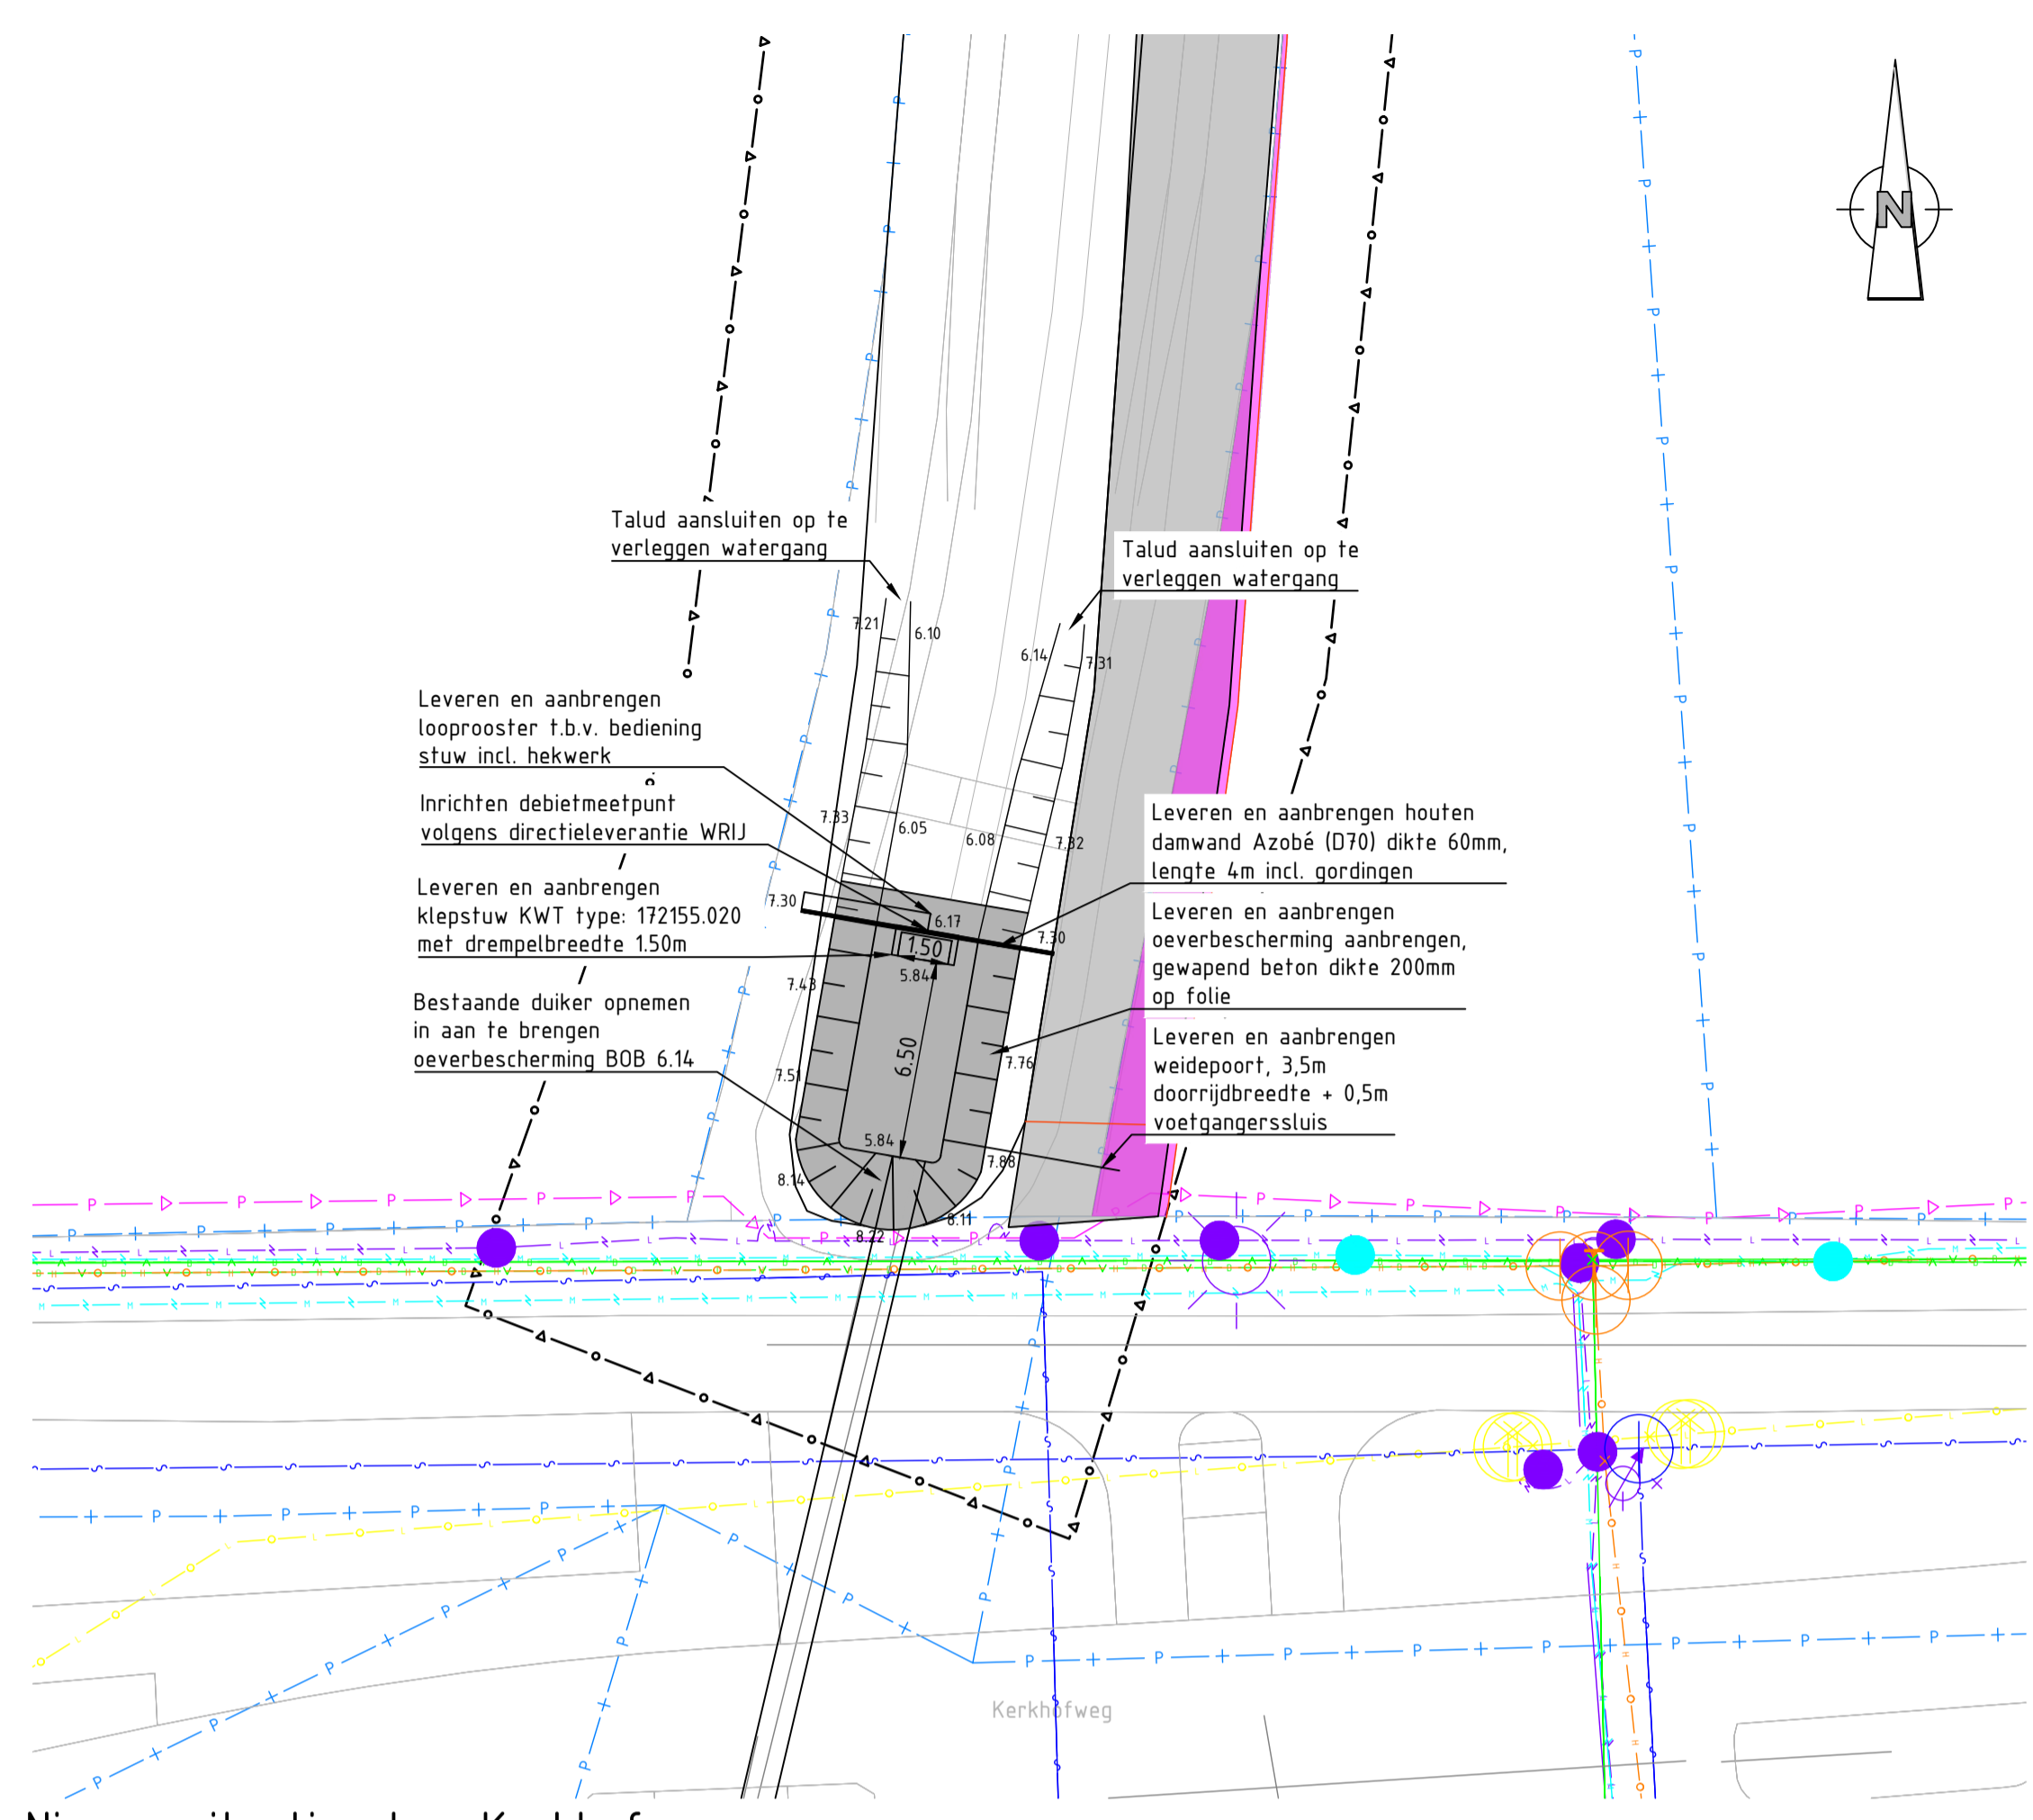 N
Talud aansluiten op te
verleggen watergang
Talud aansluiten op te
verleggen watergang
7.21
6.10
6.14
7.31
Leveren en aanbrengen
looprooster t.b.v. bediening
stuw incl. hekwerk
Inrichten debietmeetpunt
volgens directieleverantie WRIJ
7.33
6.05
6.08
7.32
Leveren en aanbrengen houten
damwand Azobé (D70) dikte 60mm,
lengte 4m incl. gordingen
Leveren en aanbrengen
klepstuw KWT type: 172155.020
met drempelbreedte 1.50m
7.30
6.17
7.30
1.50
5.84
Leveren en aanbrengen
oeverbescherming aanbrengen,
gewapend beton dikte 200mm
op folie
7.43
Bestaande duiker opnemen
in aan te brengen
oeverbescherming BOB 6.14
6.50
7.76
7.51
Leveren en aanbrengen
weidepoort, 3,5m
doorrijdbreedte + 0,5m
voetgangerssluis
5.84
7.88
8.14
8.11
8.22
Kerkhofweg